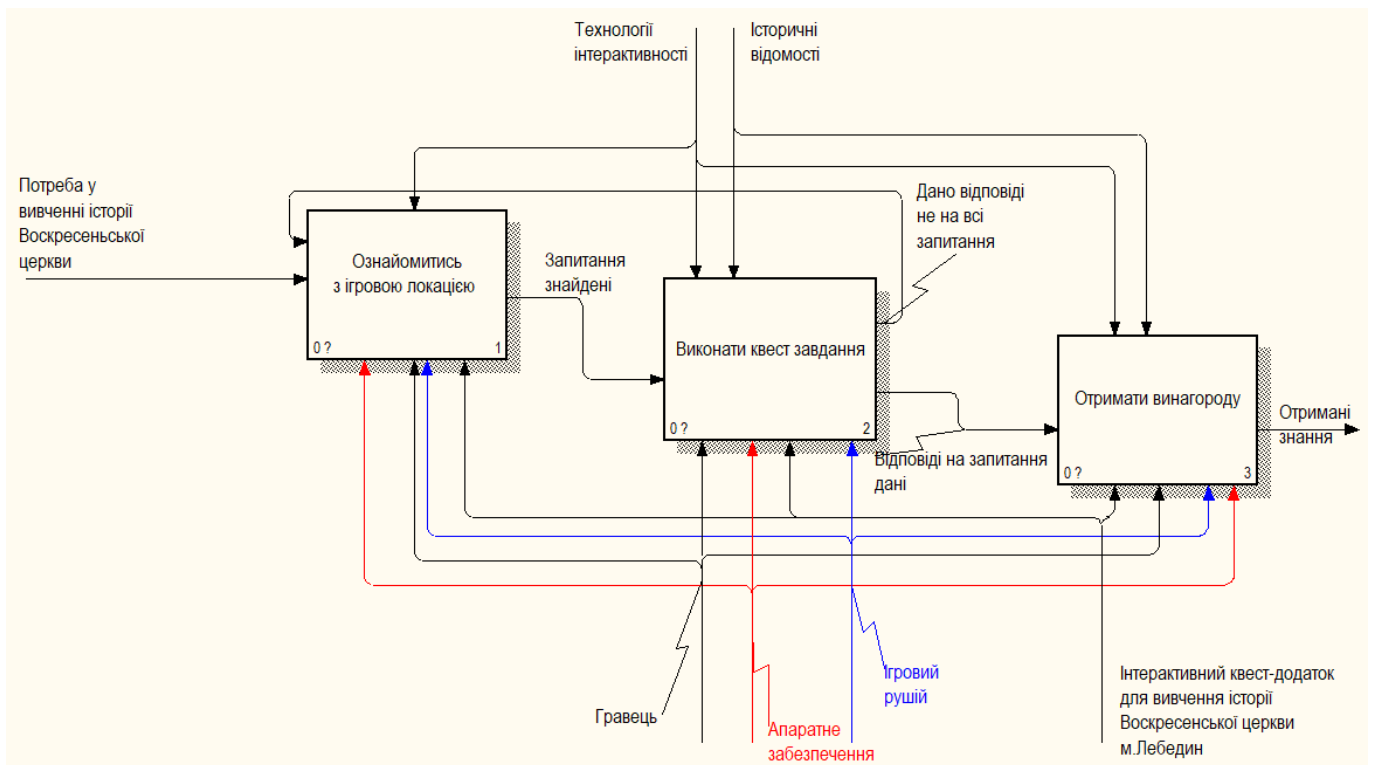 Технології
інтерактивності
Історичні
відомості
Потреба у
вивченні історії
Воскресеньської
церкви
Дано відповіді
не на всі
запитання
Ознайомитись
з ігровою локацією
0 ?
1
Запитання
знайдені
Виконати квест завдання
0 ?
2
Відповіді на запитання
дані
Отримати винагороду
0 ?
3
Отримані
знання
Гравець
Апаратне
забезпечення
Ігровий
рушій
Інтерактивний квест-додаток
для вивчення історії
Воскресенської церкви
м.Лебедин